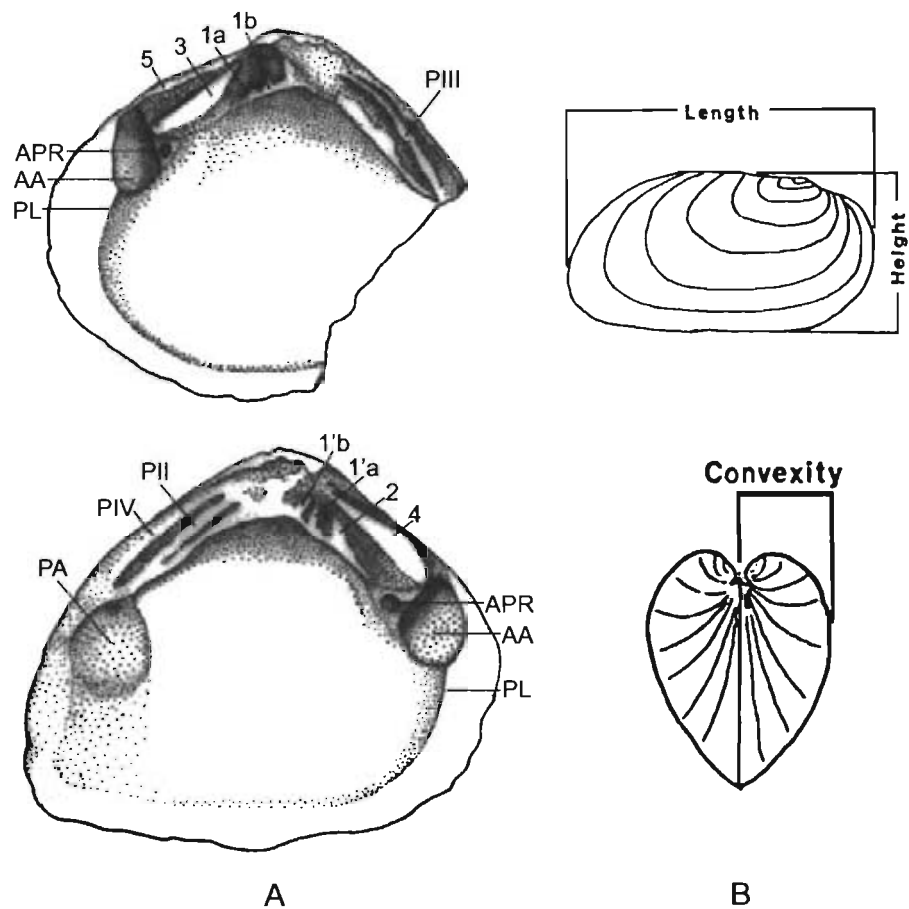 5 3 1a 1b
PIII
APR
AA
PL
Length
Height
1'b
1'a
PII
2
PIV
4
PA
APR
AA
PL
Convexity
A
B